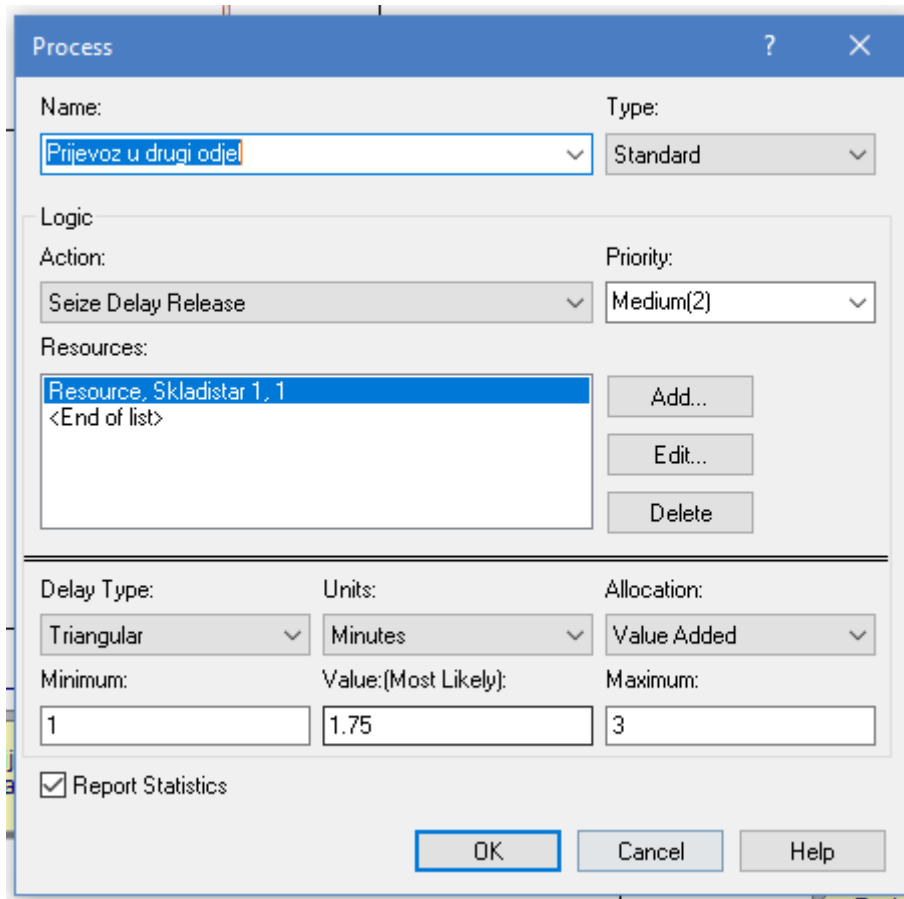 Process ?
Name: Type:
Prijevoz u drugi odjel Standard
Logic
Action: Priority:
Seize Delay Release Medium(2)
Resources:
Resource, Skladistar 1, 1
<End of list>
Add...
Edit...
Delete
Delay Type: Units: Allocation:
Triangular Minutes Value Added
Minimum: Value:(Most Likely): Maximum:
1 1.75 3
Report Statistics
OK Cancel Help